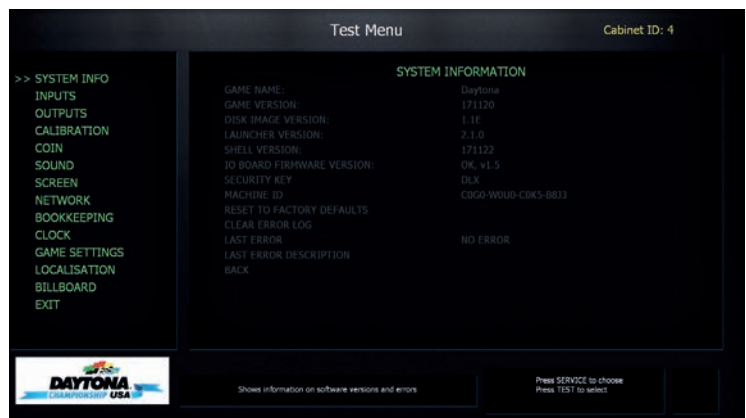 Test Menu
Cabinet ID: 4
>> SYSTEM INFO
INPUTS
OUTPUTS
CALIBRATION
COIN
SOUND
SCREEN
NETWORK
BOOKKEEPING
CLOCK
GAME SETTINGS
LOCALISATION
BILLBOARD
EXIT
SYSTEM INFORMATION
GAME NAME: Daytona
GAME VERSION: 171120
DISK IMAGE VERSION: 1.1E
LAUNCHER VERSION: 2.1.0
SHELL VERSION: 171122
IO BOARD FIRMWARE VERSION: OK, v1.5
SECURITY KEY DLX
MACHINE ID C0G0-W0U0-C0K5-B8J3
RESET TO FACTORY DEFAULTS
CLEAR ERROR LOG
LAST ERROR NO ERROR
LAST ERROR DESCRIPTION
BACK
DAYTONA
CHAMPIONSHIP USA
Shows information on software versions and errors
Press SERVICE to choose
Press TEST to select